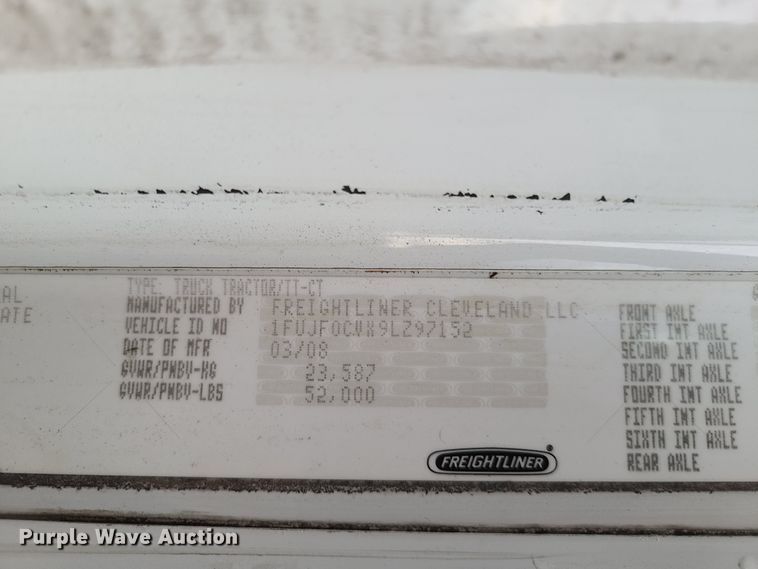 AL
ATE
TYPE: TRUCK TRACTOR/TT-CT
MANUFACTURED BY FREIGHTLINER CLEVELAND LLC
VEHICLE ID NO 1FUJF0CVX9LZ97152
DATE OF MFR 03/08
GVWR/PNBV-KG 23,587
GVWR/PNBV-LBS 52,000
FRONT AXLE
FIRST INT AXLE
SECOND INT AXLE
THIRD INT AXLE
FOURTH INT AXLE
FIFTH INT AXLE
SIXTH INT AXLE
REAR AXLE
FREIGHTLINER®
Purple Wave Auction